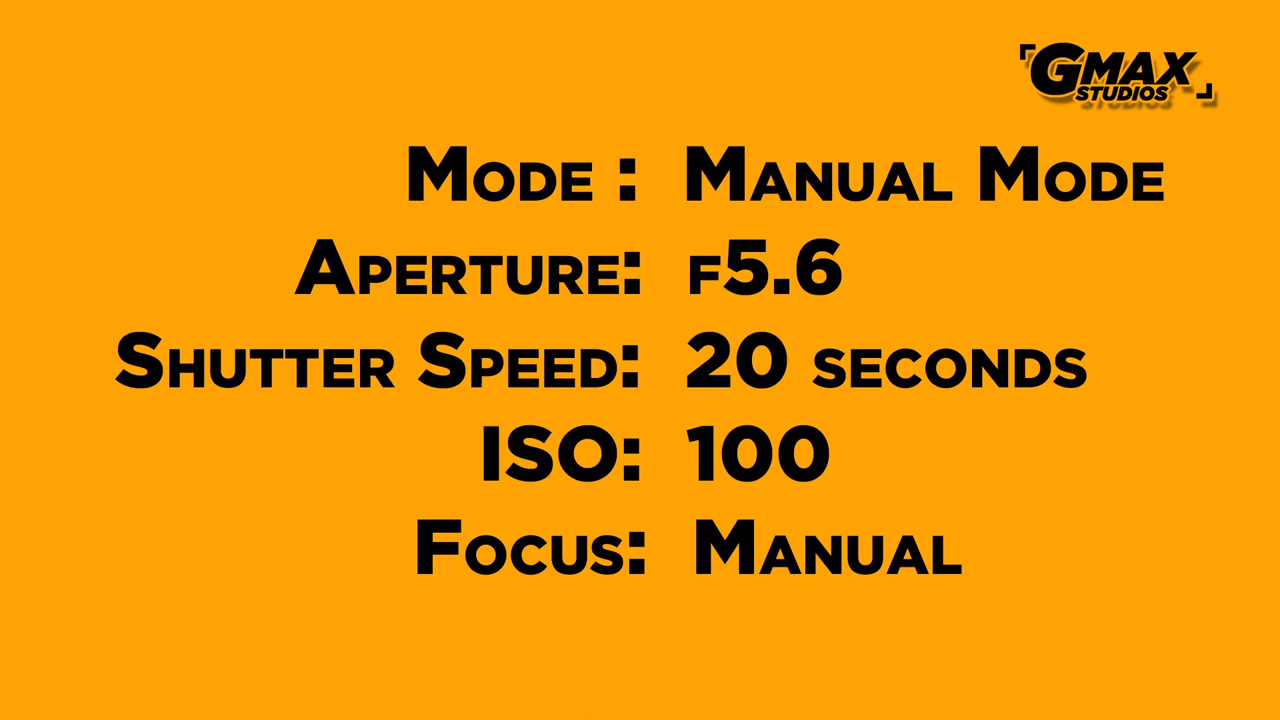 GMAX
STUDIOS
Mode : Manual Mode
Aperture: f5.6
Shutter Speed: 20 seconds
ISO: 100
Focus: Manual